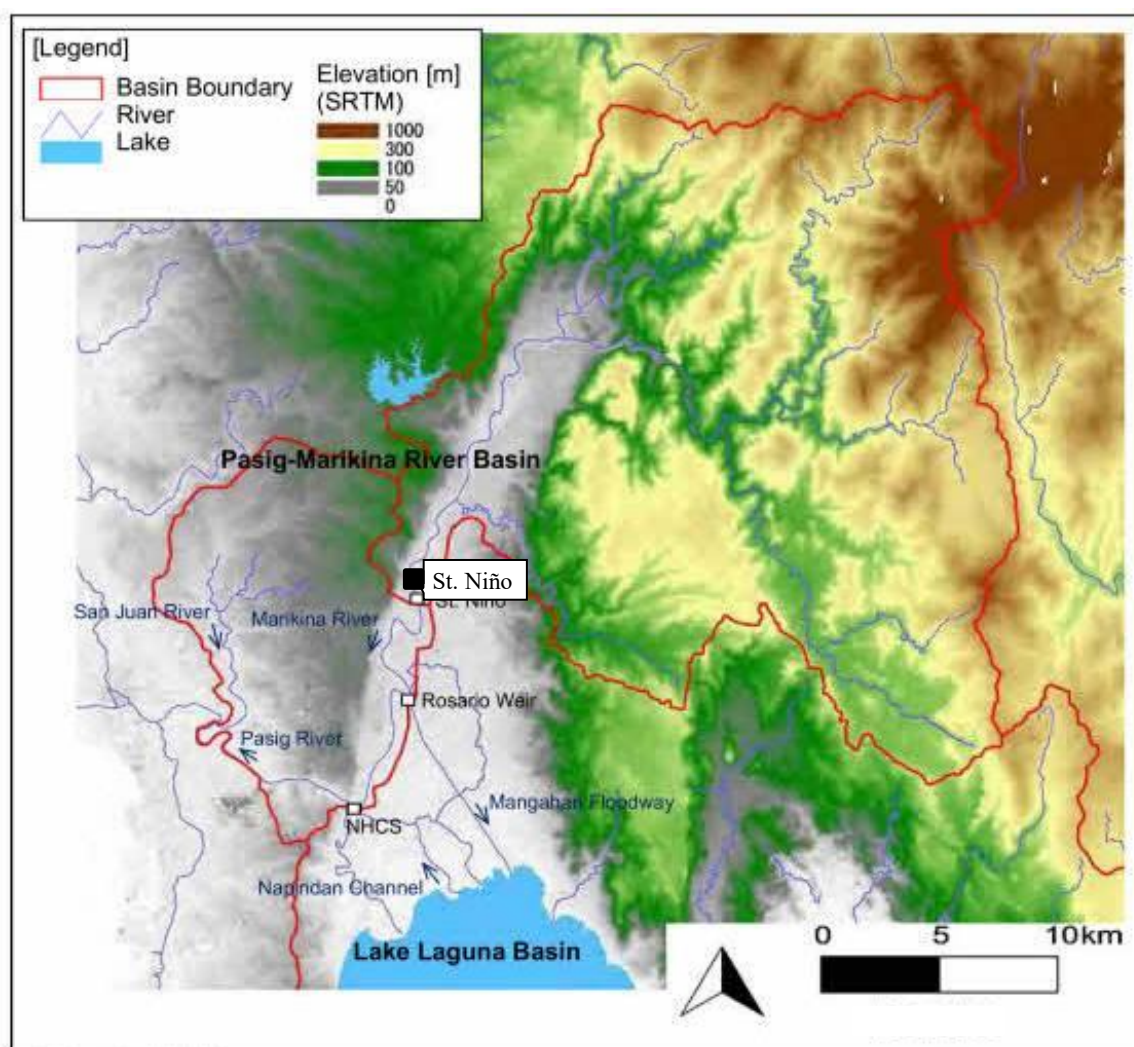 [Legend]
Basin Boundary
River
Lake
Elevation [m]
(SRTM)
1000
300
100
50
0
Pasig-Marikina River Basin
St. Niño
St. Nino
San Juan River
Marikina River
Rosario Weir
Pasig River
Mangahan Floodway
NHCS
Napindan Channel
Lake Laguna Basin
0 5 10km